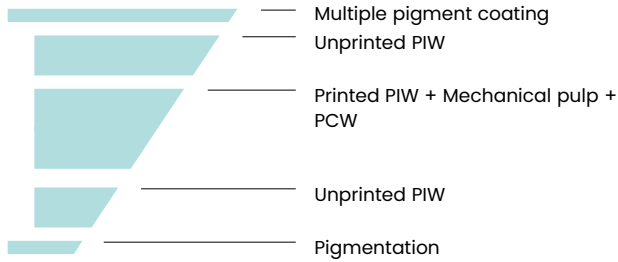 Multiple pigment coating
Unprinted PIW
Printed PIW + Mechanical pulp +
PCW
Unprinted PIW
Pigmentation